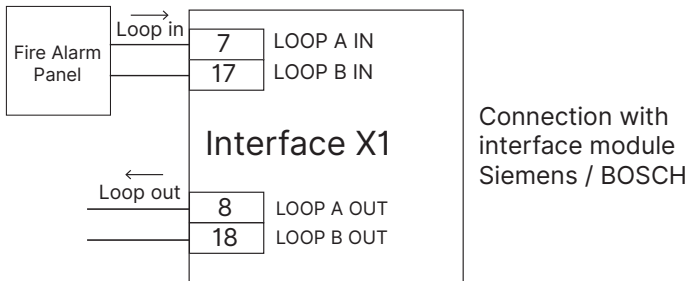 Loop in
Fire Alarm
Panel
7 LOOP A IN
17 LOOP B IN
Interface X1
Connection with
interface module
Siemens / BOSCH
Loop out
8 LOOP A OUT
18 LOOP B OUT